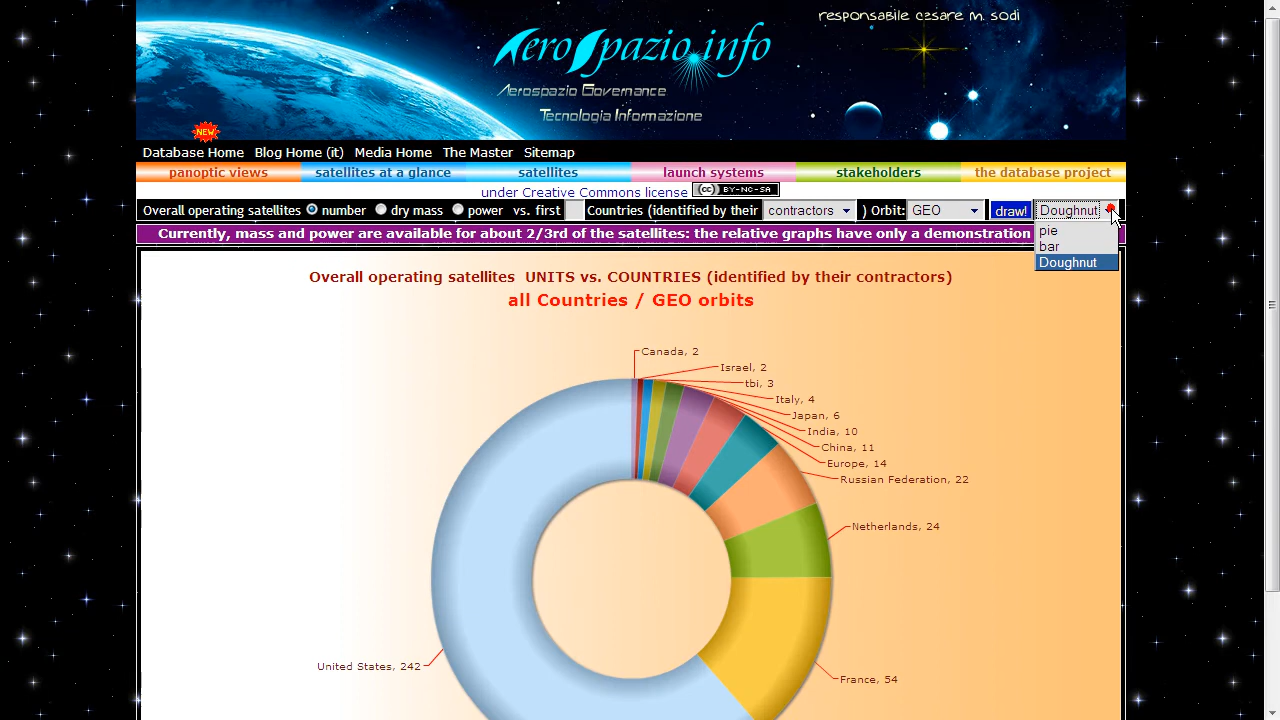 responsabile cesare m. sodi
AeroSpazio.info
Aerospazio Governance
Tecnologia Informazione
NEW
Database Home Blog Home (it) Media Home The Master Sitemap
panoptic views satellites at a glance satellites launch systems stakeholders the database project
under Creative Commons license (cc) BY-NC-SA
Overall operating satellites number dry mass power vs. first Countries (identified by their contractors ) Orbit: GEO draw! Doughnut
Currently, mass and power are available for about 2/3rd of the satellites: the relative graphs have only a demonstration
pie
bar
Doughnut
Overall operating satellites UNITS vs. COUNTRIES (identified by their contractors)
all Countries / GEO orbits
Canada, 2
Israel, 2
tbi, 3
Italy, 4
Japan, 6
India, 10
China, 11
Europe, 14
Russian Federation, 22
Netherlands, 24
United States, 242
France, 54